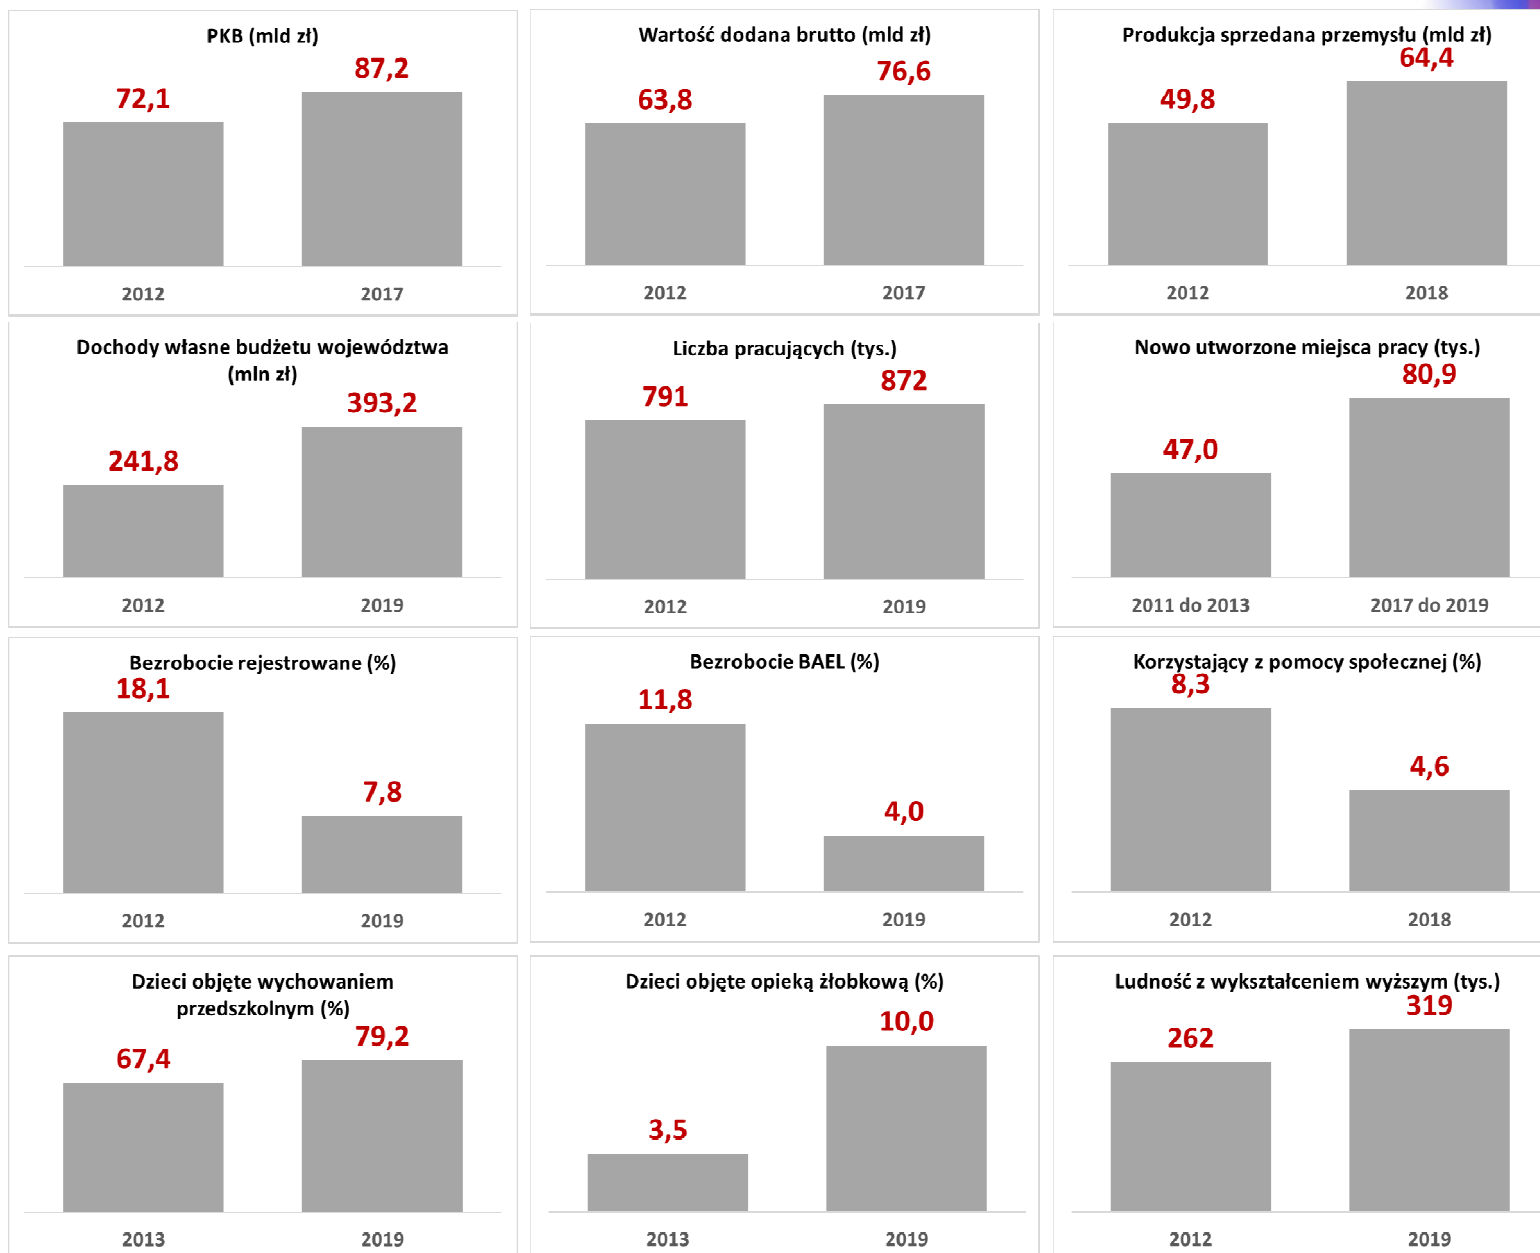 PKB (mld zł)
87,2
72,1
2012
2017
Wartość dodana brutto (mld zł)
76,6
63,8
2012
2017
Produkcja sprzedana przemysłu (mld zł)
64,4
49,8
2012
2018
Dochody własne budżetu województwa
(mln zł)
393,2
241,8
2012
2019
Liczba pracujących (tys.)
872
791
2012
2019
Nowo utworzone miejsca pracy (tys.)
80,9
47,0
2011 do 2013
2017 do 2019
Bezrobocie rejestrowane (%)
18,1
7,8
2012
2019
Bezrobocie BAEL (%)
11,8
4,0
2012
2019
Korzystający z pomocy społecznej (%)
8,3
4,6
2012
2018
Dzieci objęte wychowaniem
przedszkolnym (%)
79,2
67,4
2013
2019
Dzieci objęte opieką żłobkową (%)
10,0
3,5
2013
2019
Ludność z wykształceniem wyższym (tys.)
319
262
2012
2019